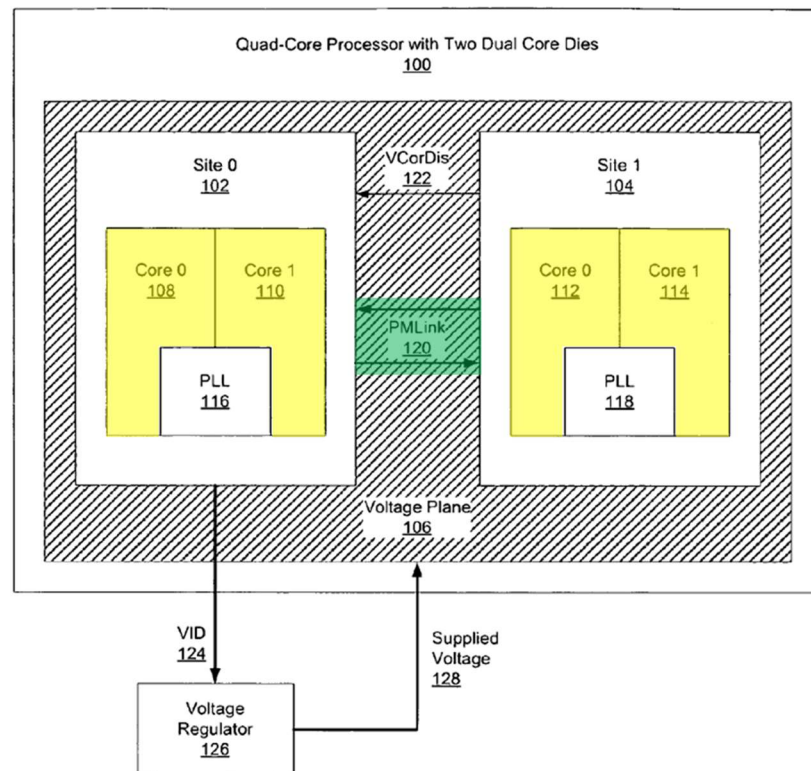 Quad-Core Processor with Two Dual Core Dies
100
Site 0
102
VCorDis
122
Site 1
104
Core 0
108
Core 1
110
PMLink
120
Core 0
112
Core 1
114
PLL
116
PLL
118
Voltage Plane
106
VID
124
Supplied
Voltage
128
Voltage
Regulator
126